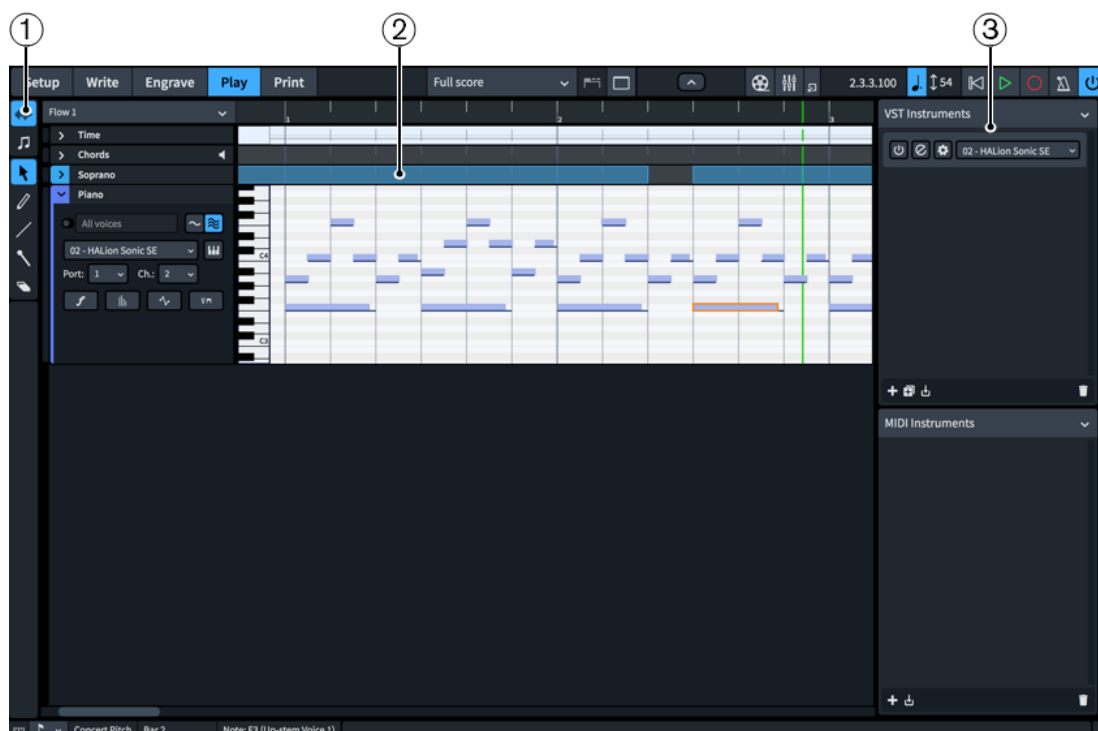 1 2 3
Setup Write Engrave Play Print Full score 2.3.3.100 54
Flow 1 1 2 3 VST Instruments
Time
Chords 02 - HALion Sonic SE
Soprano
Piano
All voices
02 - HALion Sonic SE C4
Port: 1 Ch.: 2
C3
MIDI Instruments
Concert Pitch Bar 2 Note: F3 (Up-stem Voice 1)